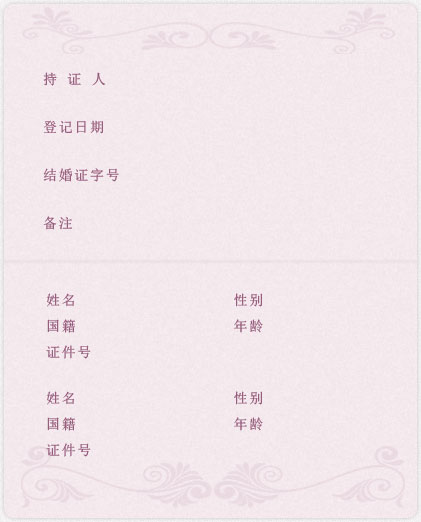 持 证 人
登记日期
结婚证字号
备注
姓名 性别
国籍 年龄
证件号
姓名 性别
国籍 年龄
证件号